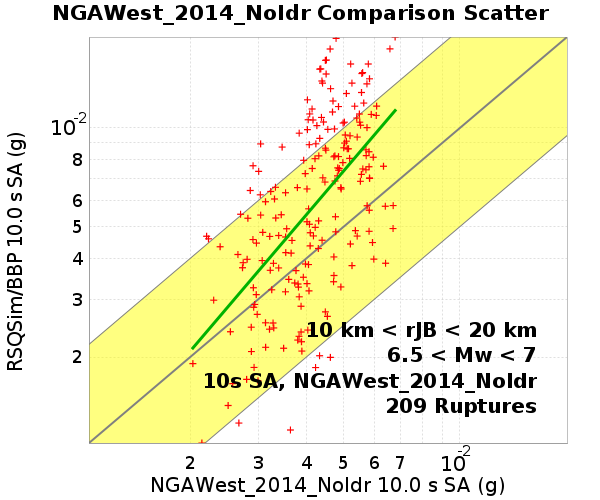 NGAWest_2014_NoIdr Comparison Scatter
RSQSim/BBP 10.0 s SA (g)
10⁻²
8
6
5
4
3
2
10 km < rJB < 20 km
6.5 < Mw < 7
10s SA, NGAWest_2014_NoIdr
209 Ruptures
2 3 4 5 6 7 10⁻²
NGAWest_2014_NoIdr 10.0 s SA (g)